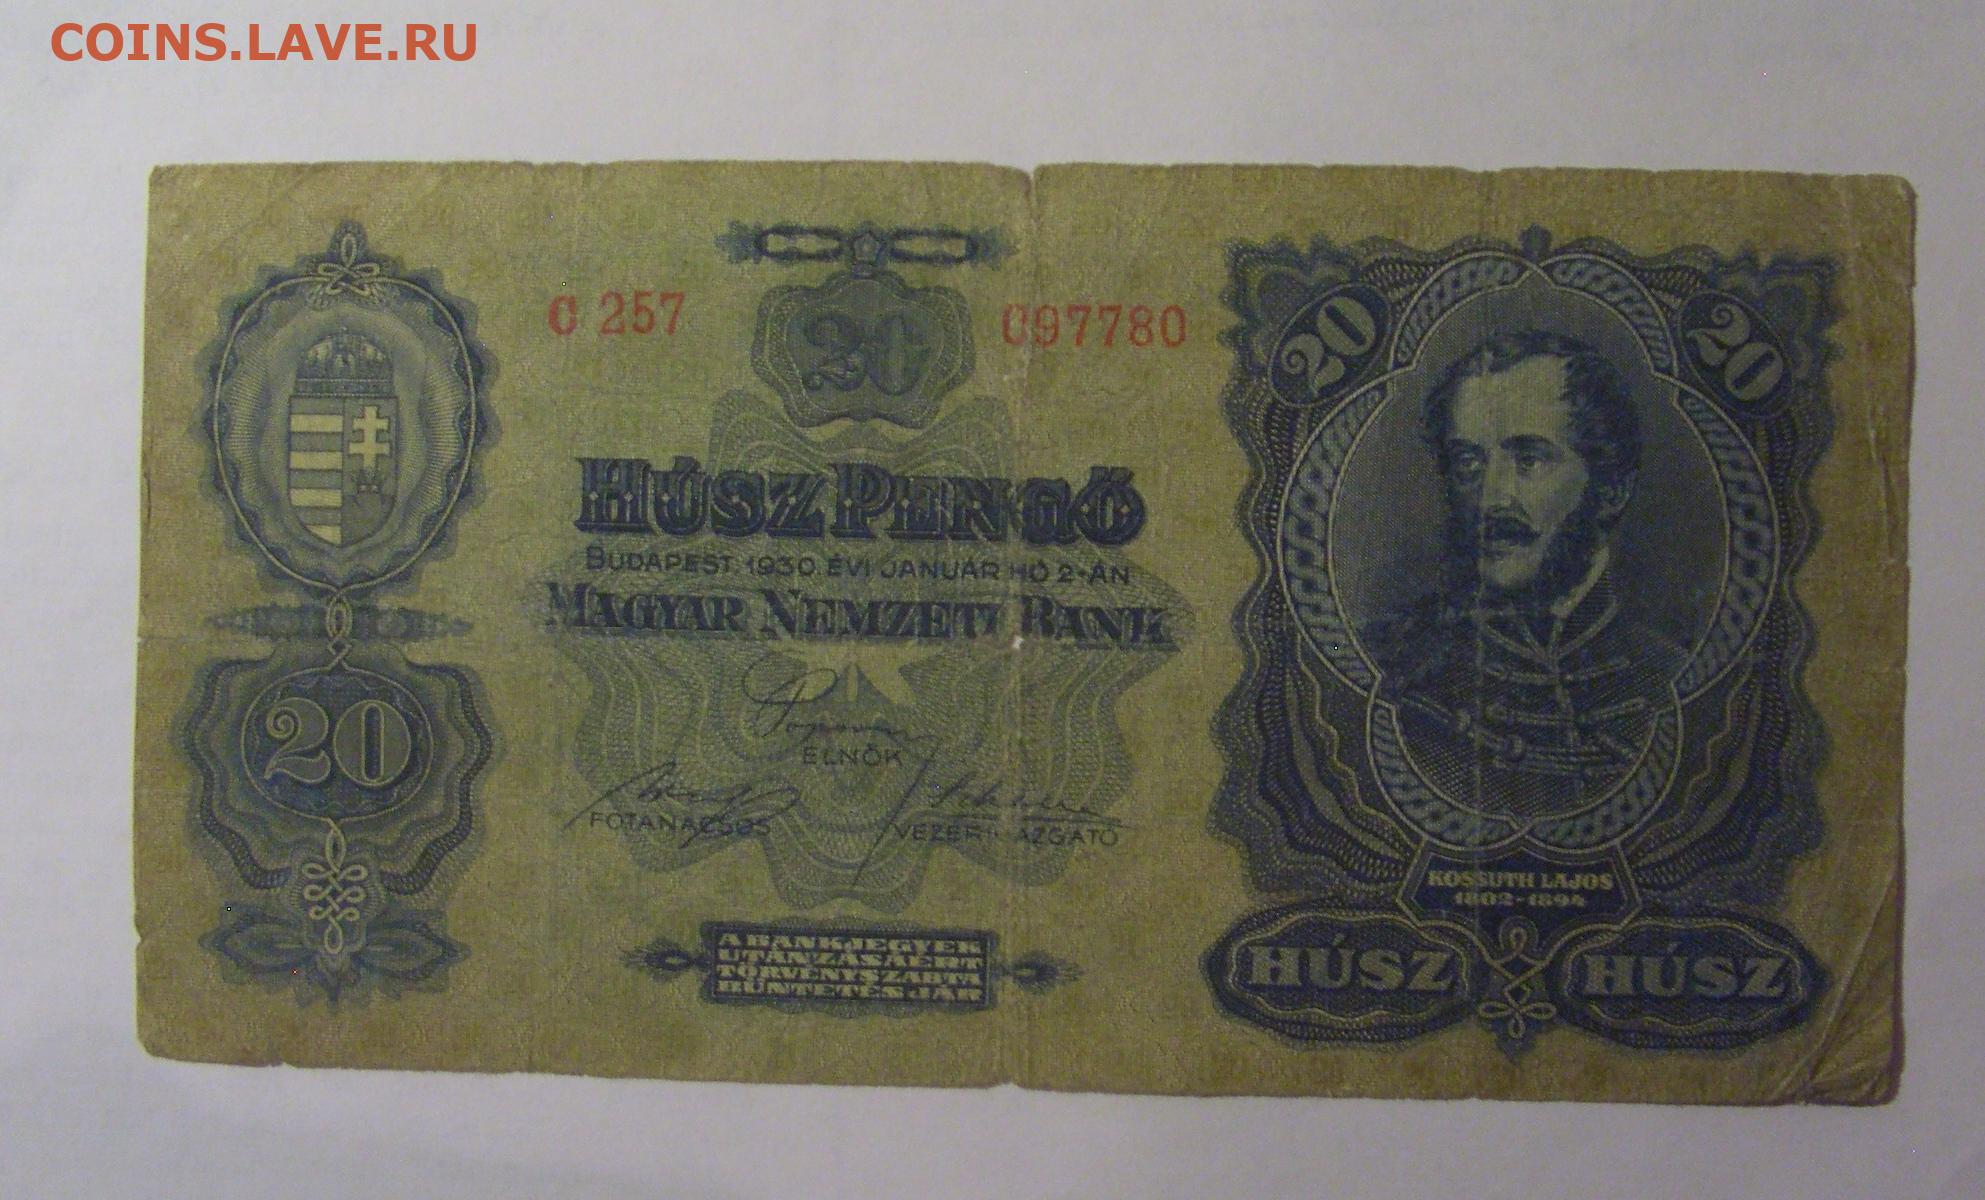 COINS.LAVE.RU
C 257
20
097780
20
20
HÚSZ PENGŐ
BUDAPEST, 1930. ÉVI JANUÁR HÓ 2-ÁN
MAGYAR NEMZETI BANK
20
ELNÖK
FŐTANÁCSOS
VEZÉRIGAZGATÓ
KOSSUTH LAJOS
1802-1894
A BANKJEGYEK
UTÁNZÁSÁÉRT
TÖRVÉNYSZABTA
BÜNTETÉS JÁR
HÚSZ
HÚSZ